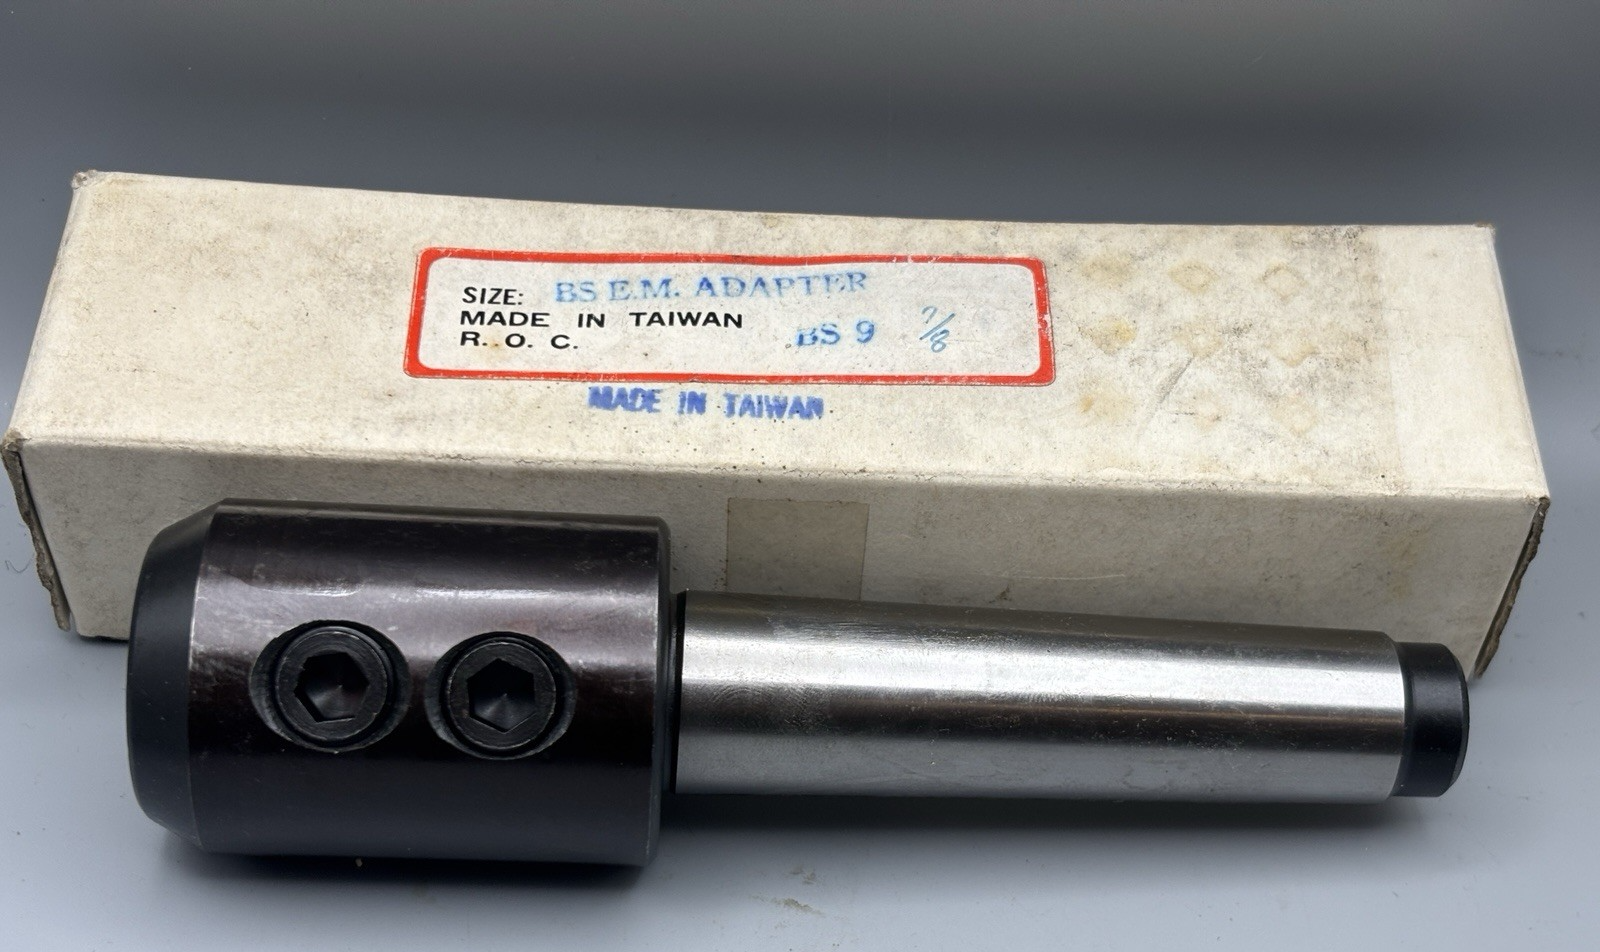 SIZE: BS E.M. ADAPTER
MADE IN TAIWAN
R. O. C. BS 9 7/8
MADE IN TAIWAN